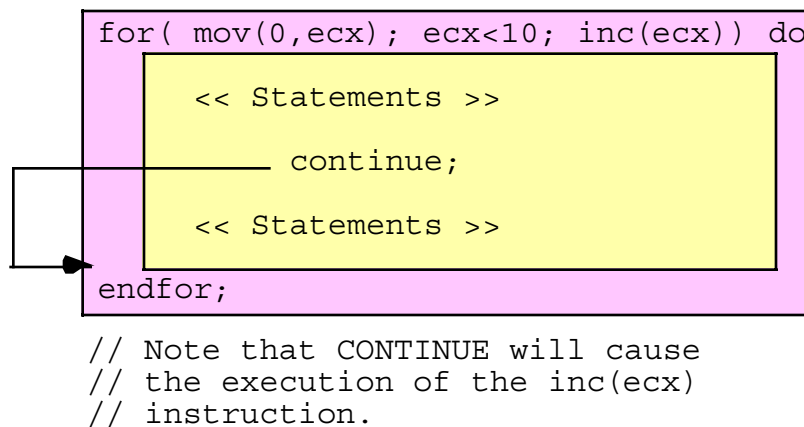 for( mov(0,ecx); ecx<10; inc(ecx)) do
<< Statements >>
continue;
<< Statements >>
endfor;
// Note that CONTINUE will cause
// the execution of the inc(ecx)
// instruction.